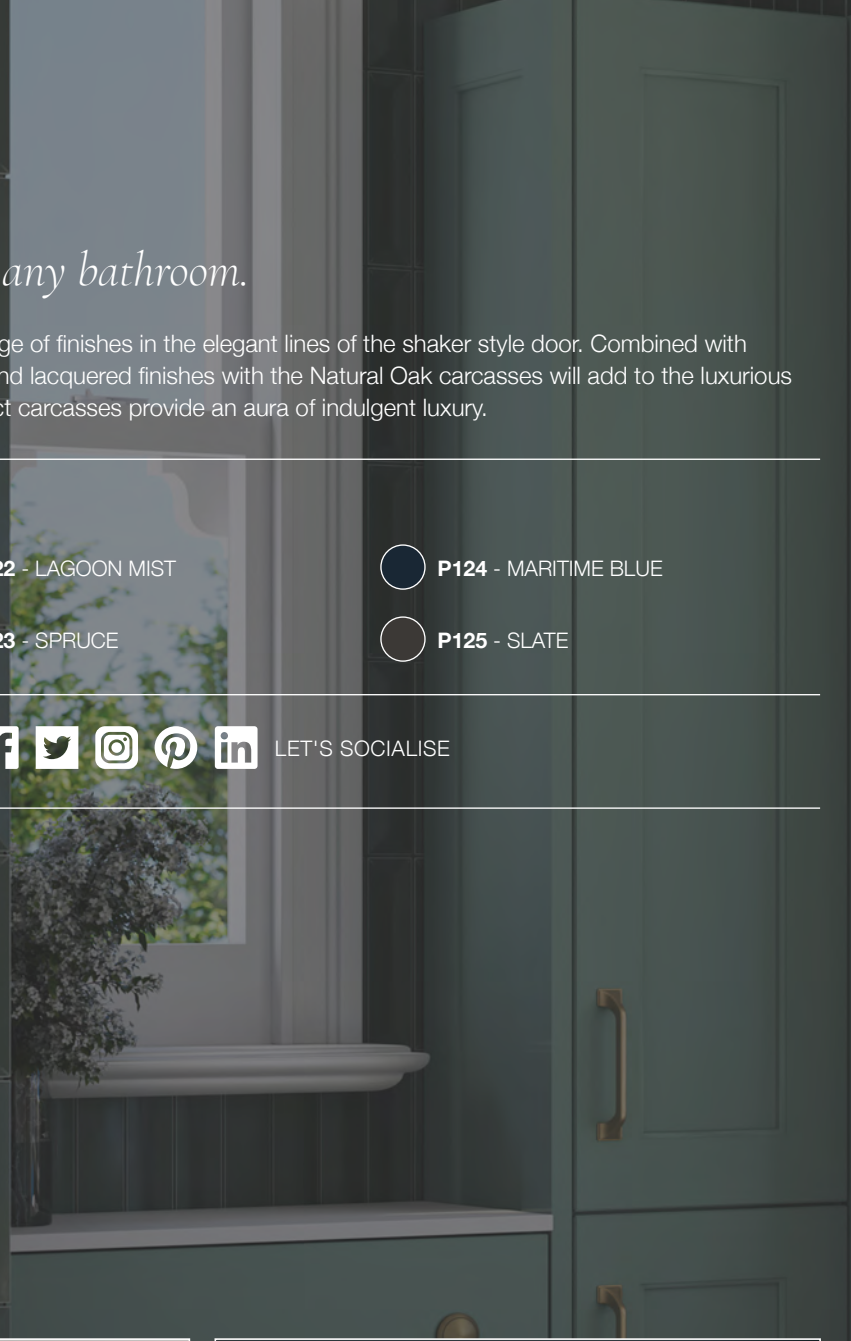 any bathroom.
ge of finishes in the elegant lines of the shaker style door. Combined with
nd lacquered finishes with the Natural Oak carcasses will add to the luxurious
ct carcasses provide an aura of indulgent luxury.
22 - LAGOON MIST
P124 - MARITIME BLUE
23 - SPRUCE
P125 - SLATE
LET'S SOCIALISE